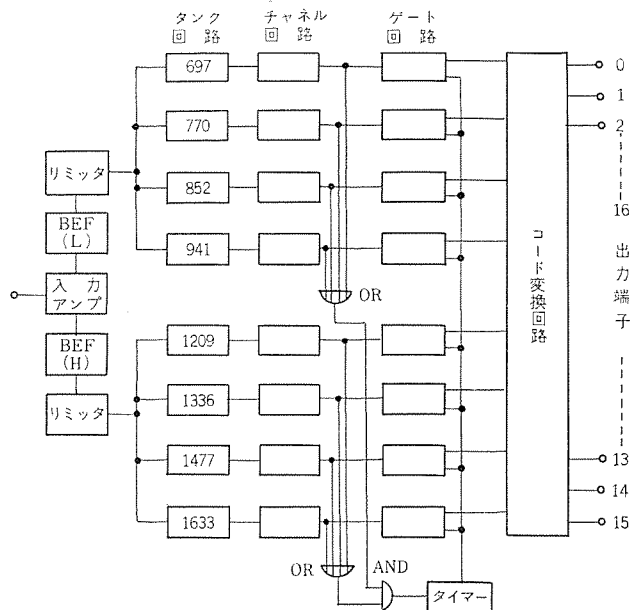 タンク
回路
チャネル
回路
ゲート
回路
697
770
852
941
リミッタ
BEF
(L)
入力
アンプ
BEF
(H)
リミッタ
OR
1209
1336
1477
1633
OR
AND
タイマー
コード変換回路
0
1
2
16
出力端子
13
14
15